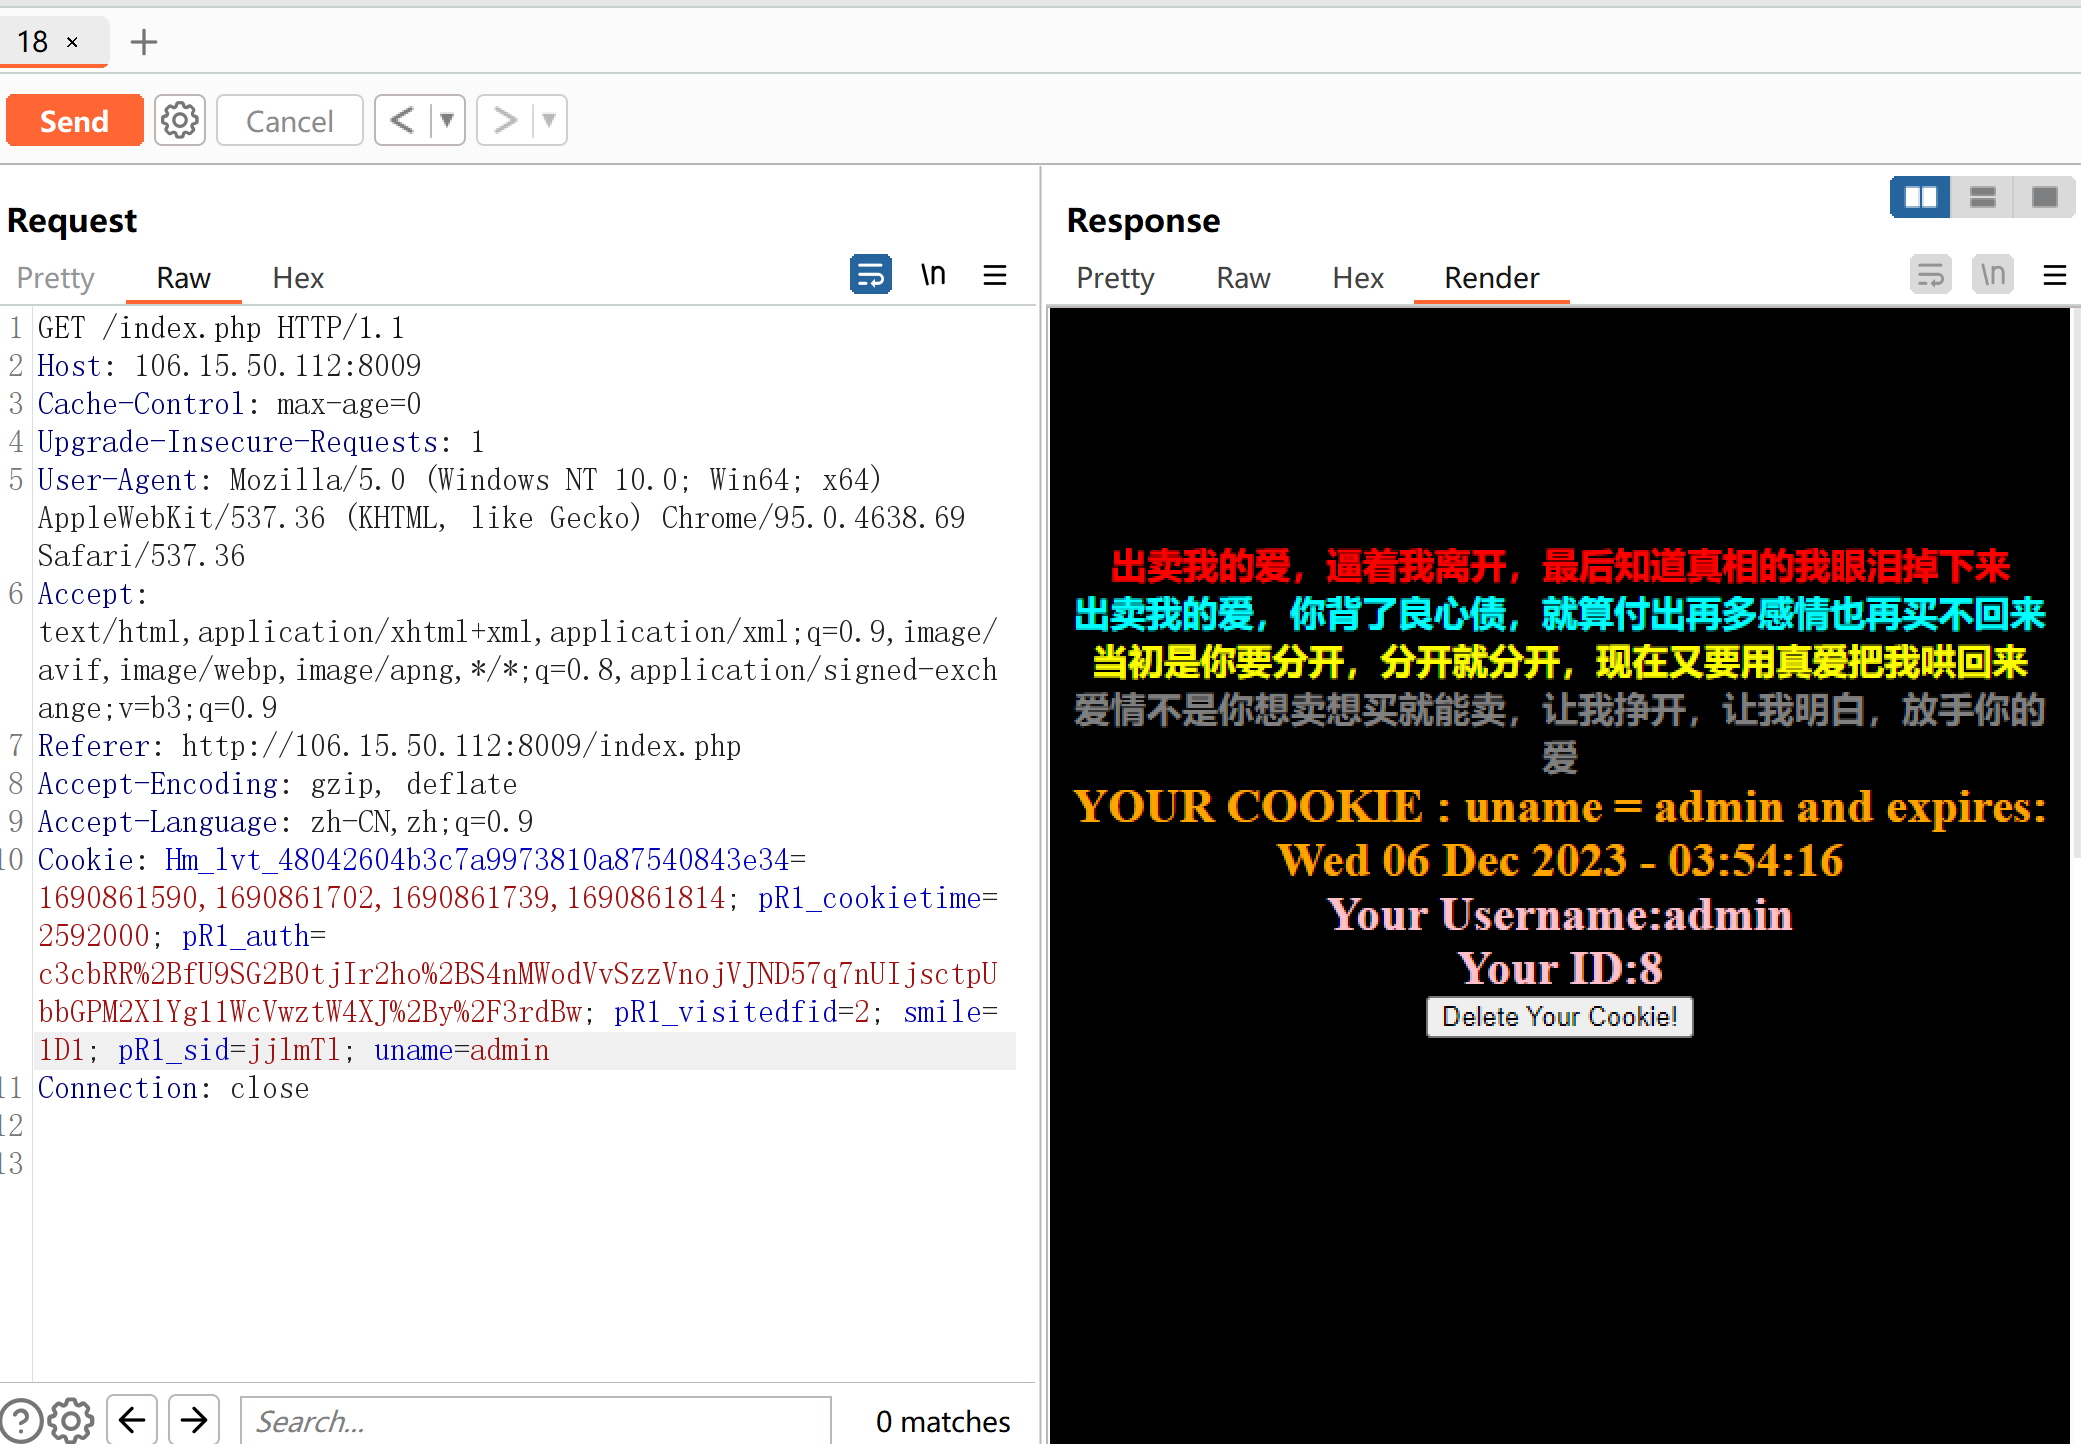 18 ×
Send
Cancel
Request
Pretty
Raw
Hex
\n
1 GET /index.php HTTP/1.1
2 Host: 106.15.50.112:8009
3 Cache-Control: max-age=0
4 Upgrade-Insecure-Requests: 1
5 User-Agent: Mozilla/5.0 (Windows NT 10.0; Win64; x64)
AppleWebKit/537.36 (KHTML, like Gecko) Chrome/95.0.4638.69
Safari/537.36
6 Accept:
text/html,application/xhtml+xml,application/xml;q=0.9,image/
avif,image/webp,image/apng,*/*;q=0.8,application/signed-exch
ange;v=b3;q=0.9
7 Referer: http://106.15.50.112:8009/index.php
8 Accept-Encoding: gzip, deflate
9 Accept-Language: zh-CN,zh;q=0.9
10 Cookie: Hm_lvt_48042604b3c7a9973810a87540843e34=
1690861590,1690861702,1690861739,1690861814; pR1_cookietime=
2592000; pR1_auth=
c3cbRR%2BfU9SG2B0tjIr2ho%2BS4nMWodVvSzzVnojVJND57q7nUIjsctpU
bbGPM2XlYg11WcVwztW4XJ%2By%2F3rdBw; pR1_visitedfid=2; smile=
1D1; pR1_sid=jjlmTl; uname=admin
11 Connection: close
12
13
Search...
0 matches
Response
Pretty
Raw
Hex
Render
\n
出卖我的爱，逼着我离开，最后知道真相的我眼泪掉下来
出卖我的爱，你背了良心债，就算付出再多感情也再买不回来
当初是你要分开，分开就分开，现在又要用真爱把我哄回来
爱情不是你想卖想买就能卖，让我挣开，让我明白，放手你的
爱
YOUR COOKIE : uname = admin and expires:
Wed 06 Dec 2023 - 03:54:16
Your Username:admin
Your ID:8
Delete Your Cookie!